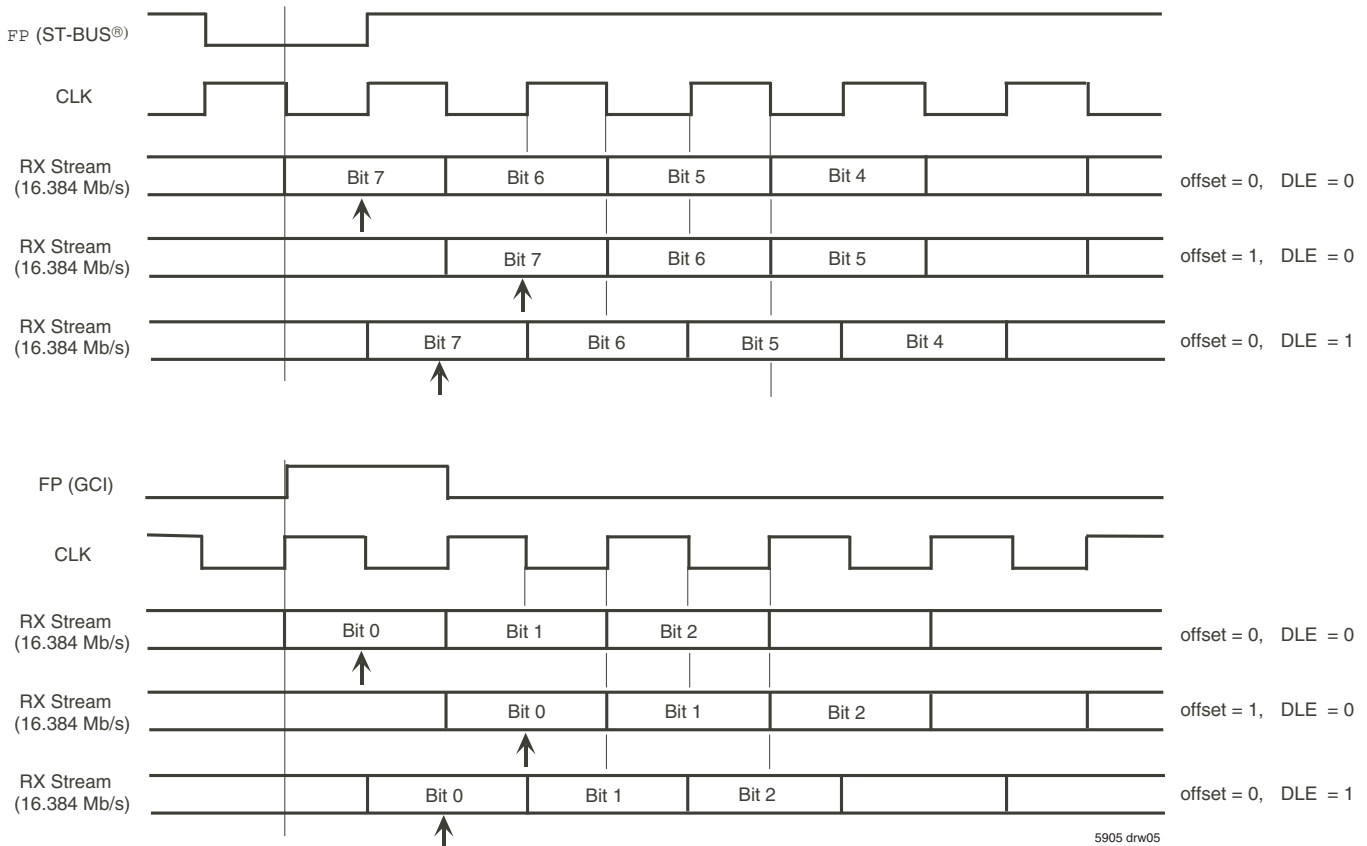 FP (ST-BUS®)
CLK
RX Stream
(16.384 Mb/s)
Bit 7 Bit 6 Bit 5 Bit 4
offset = 0, DLE = 0
RX Stream
(16.384 Mb/s)
Bit 7 Bit 6 Bit 5
offset = 1, DLE = 0
RX Stream
(16.384 Mb/s)
Bit 7 Bit 6 Bit 5 Bit 4
offset = 0, DLE = 1
FP (GCI)
CLK
RX Stream
(16.384 Mb/s)
Bit 0 Bit 1 Bit 2
offset = 0, DLE = 0
RX Stream
(16.384 Mb/s)
Bit 0 Bit 1 Bit 2
offset = 1, DLE = 0
RX Stream
(16.384 Mb/s)
Bit 0 Bit 1 Bit 2
offset = 0, DLE = 1
5905 drw05